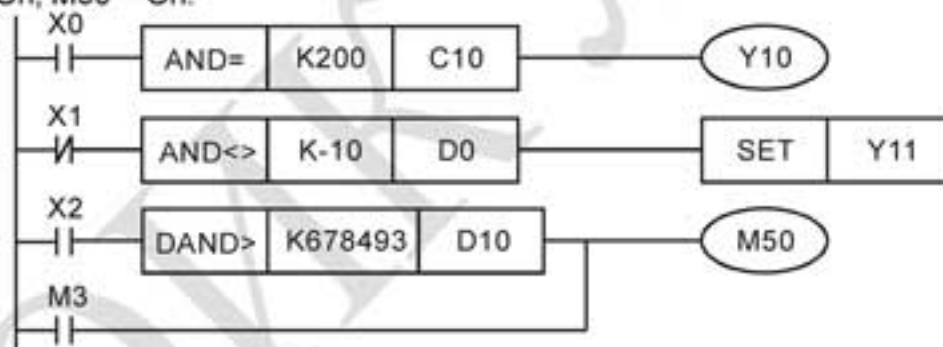 X0
AND= K200 C10 Y10
X1
AND<> K-10 D0 SET Y11
X2
DAND> K678493 D10 M50
M3